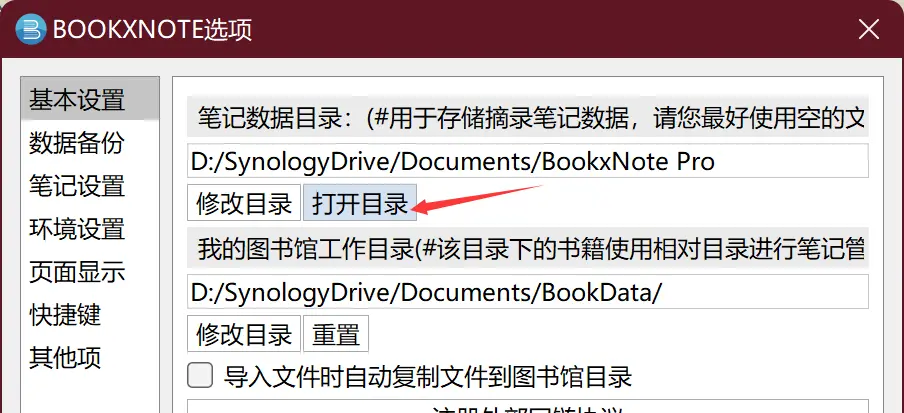 BOOKXNOTE选项
基本设置
数据备份
笔记设置
环境设置
页面显示
快捷键
其他项
笔记数据目录：(#用于存储摘录笔记数据，请您最好使用空的文
D:/SynologyDrive/Documents/BookxNote Pro
修改目录 打开目录
我的图书馆工作目录(#该目录下的书籍使用相对目录进行笔记管
D:/SynologyDrive/Documents/BookData/
修改目录 重置
导入文件时自动复制文件到图书馆目录